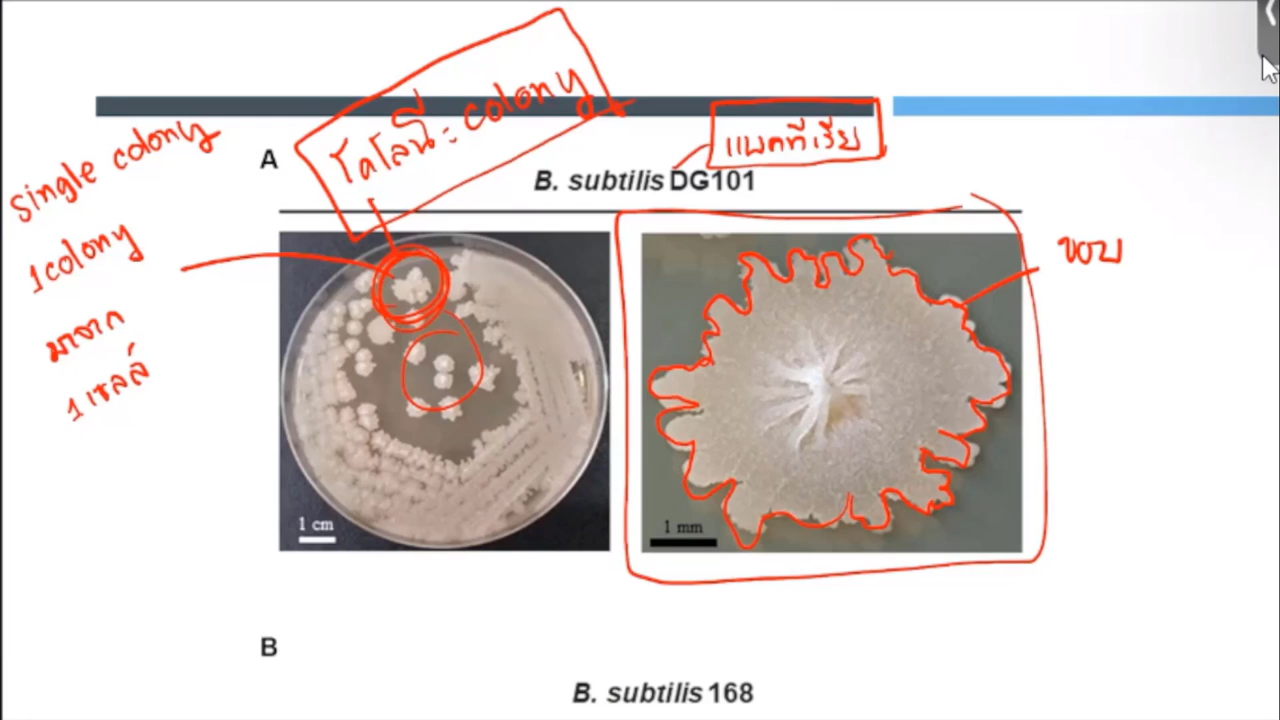 โคโลนี = colony
แบคทีเรีย
single colony
A
B. subtilis DG101
1 colony
มาจาก
1 เซลล์
ขอบ
1 cm
1 mm
B
B. subtilis 168